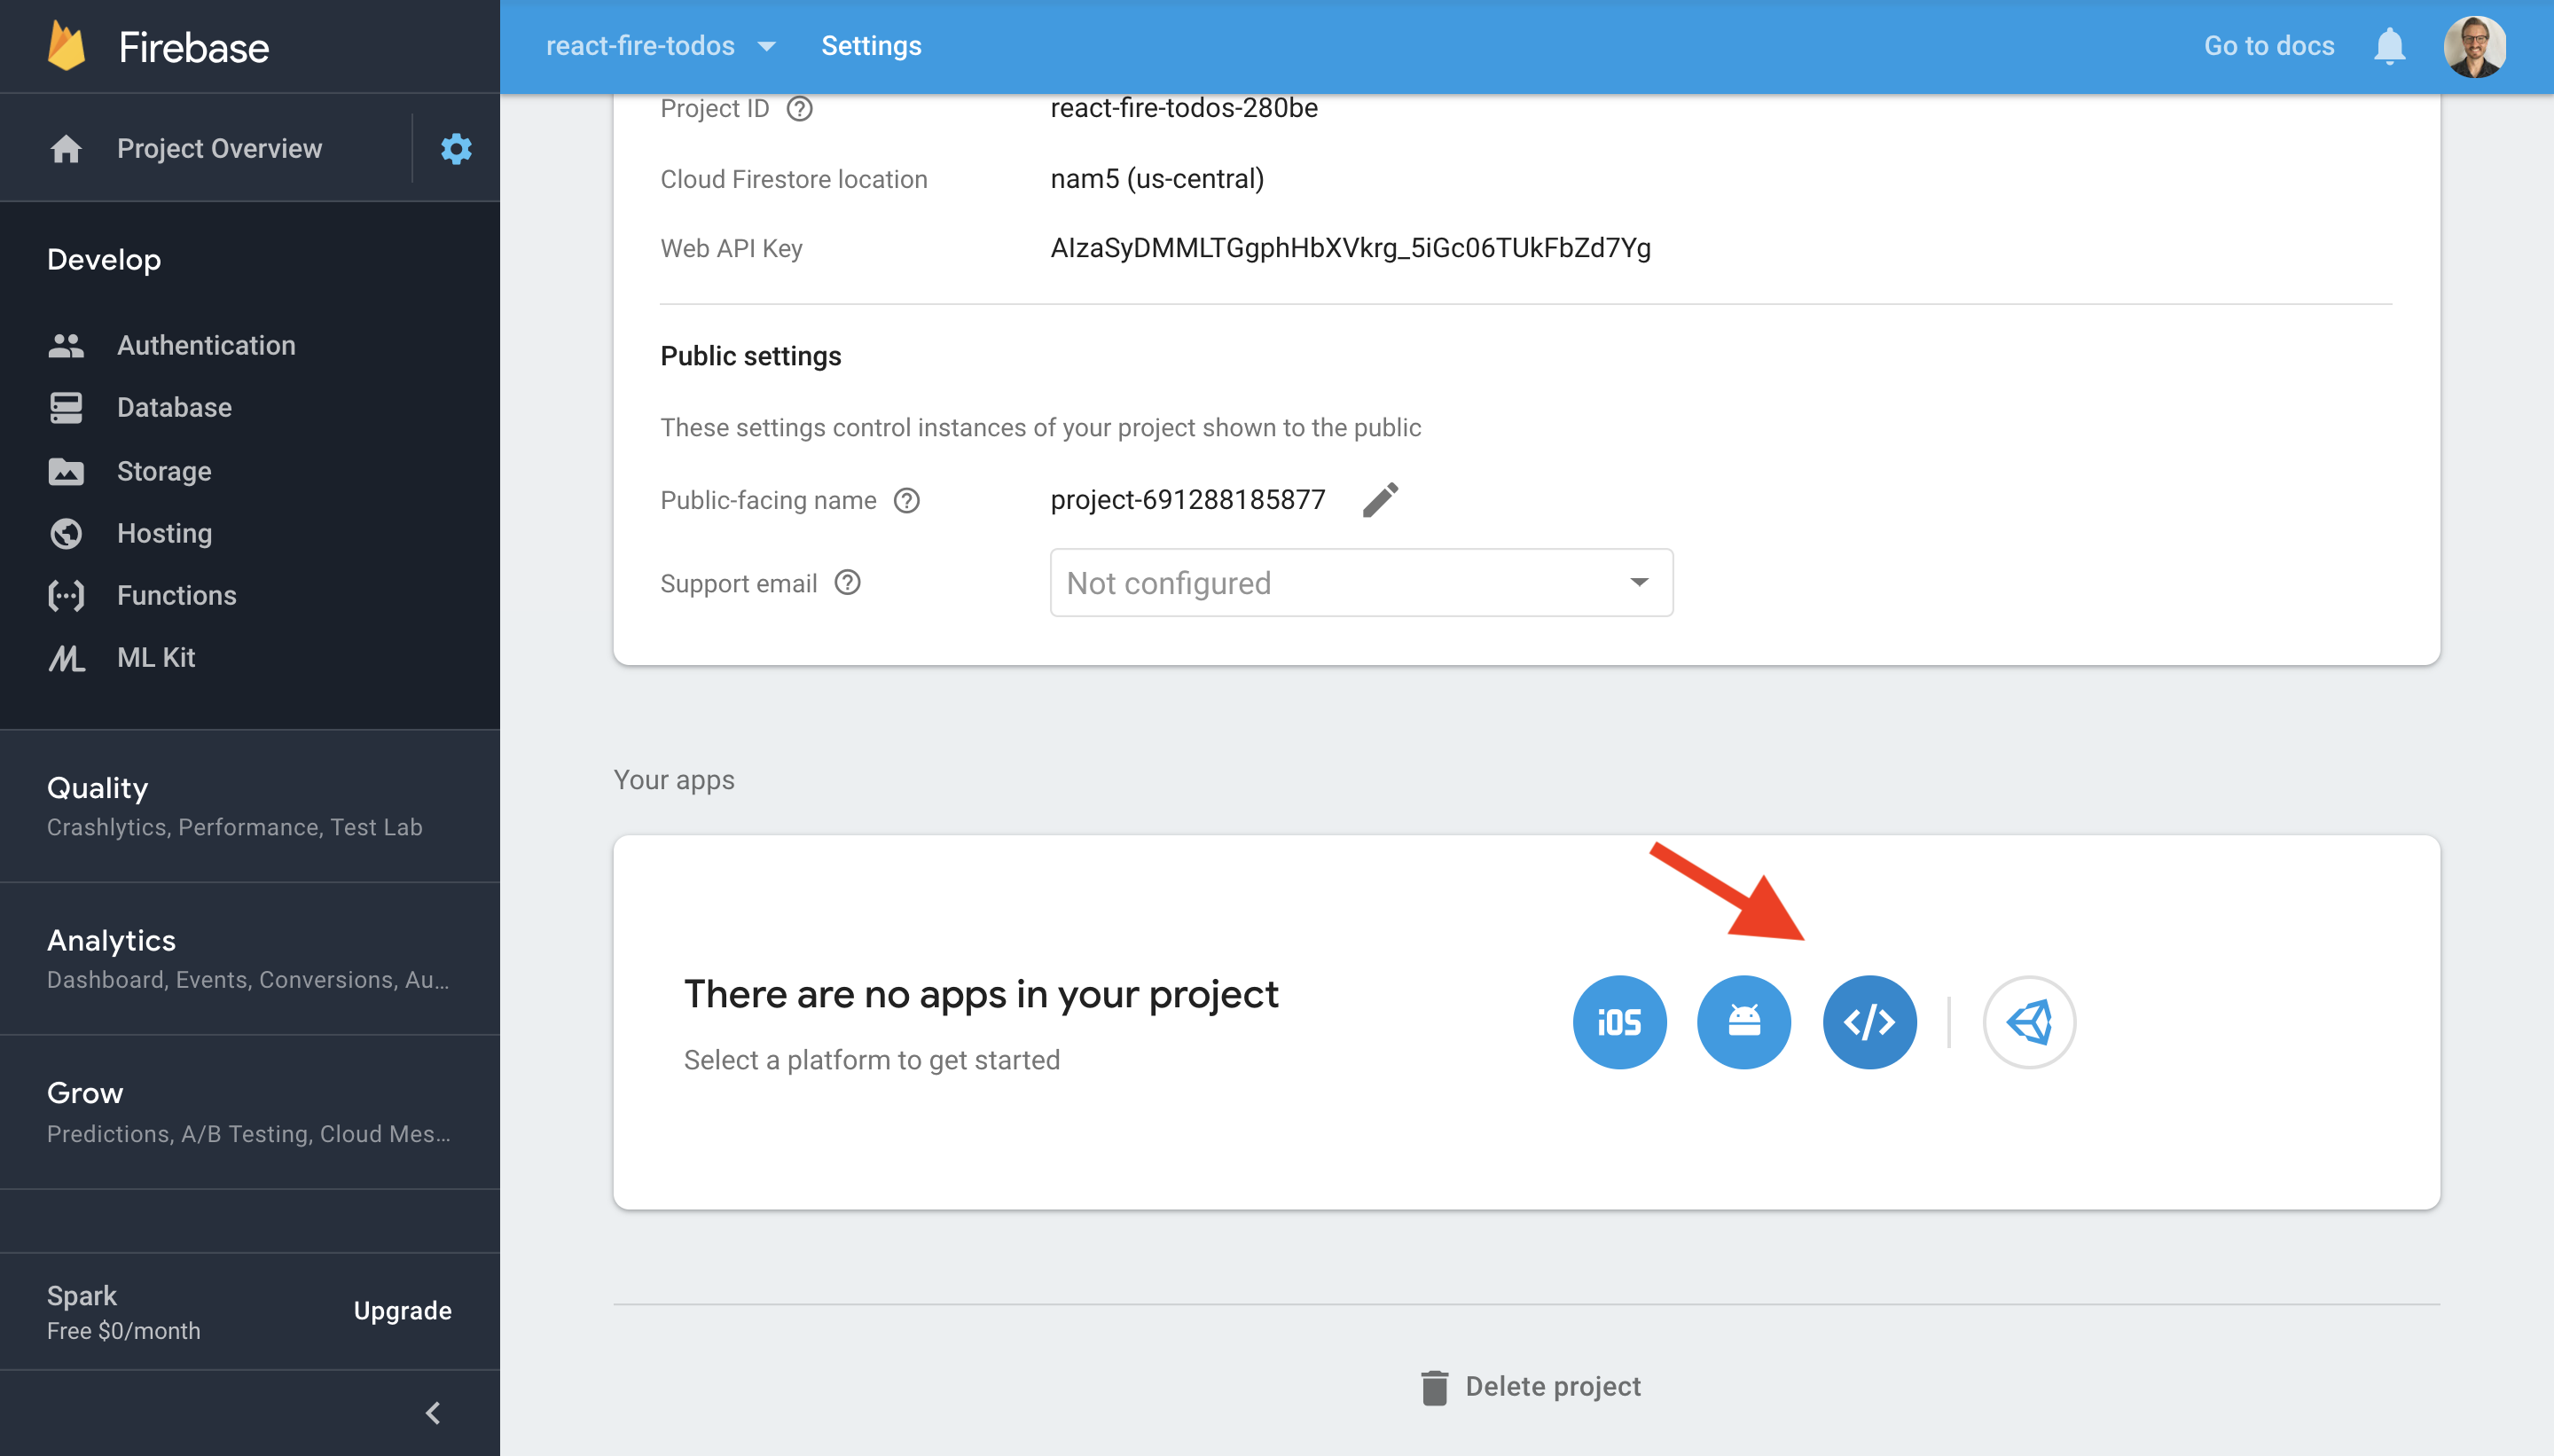 Firebase
react-fire-todos
Settings
Go to docs
Project Overview
Develop
Authentication
Database
Storage
Hosting
Functions
ML Kit
Quality
Crashlytics, Performance, Test Lab
Analytics
Dashboard, Events, Conversions, Au...
Grow
Predictions, A/B Testing, Cloud Mes...
Spark
Free $0/month
Upgrade
Project ID
react-fire-todos-280be
Cloud Firestore location
nam5 (us-central)
Web API Key
AIzaSyDMMLTGgphHbXVkrg_5iGc06TUkFbZd7Yg
Public settings
These settings control instances of your project shown to the public
Public-facing name
project-691288185877
Support email
Not configured
Your apps
There are no apps in your project
Select a platform to get started
iOS
Delete project